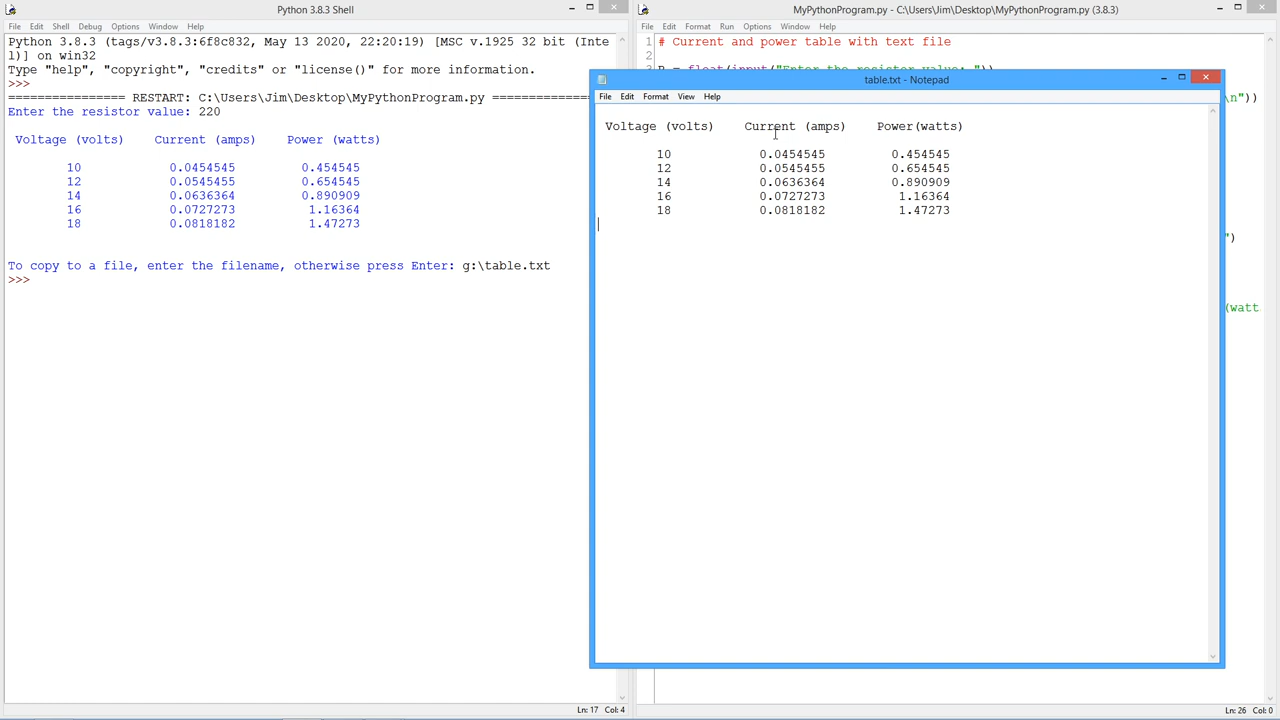 Python 3.8.3 Shell
File Edit Shell Debug Options Window Help
Python 3.8.3 (tags/v3.8.3:6f8c832, May 13 2020, 22:20:19) [MSC v.1925 32 bit (Inte
l)] on win32
Type "help", "copyright", "credits" or "license()" for more information.
>>>
=============== RESTART: C:\Users\Jim\Desktop\MyPythonProgram.py =============
Enter the resistor value: 220
Voltage (volts) Current (amps) Power (watts)
10 0.0454545 0.454545
12 0.0545455 0.654545
14 0.0636364 0.890909
16 0.0727273 1.16364
18 0.0818182 1.47273
To copy to a file, enter the filename, otherwise press Enter: g:\table.txt
>>>
Ln: 17 Col: 4
MyPythonProgram.py - C:\Users\Jim\Desktop\MyPythonProgram.py (3.8.3)
File Edit Format Run Options Window Help
1 # Current and power table with text file
2
\n"))
")
(watt
Ln: 26 Col: 0
table.txt - Notepad
File Edit Format View Help
Voltage (volts) Current (amps) Power(watts)
10 0.0454545 0.454545
12 0.0545455 0.654545
14 0.0636364 0.890909
16 0.0727273 1.16364
18 0.0818182 1.47273